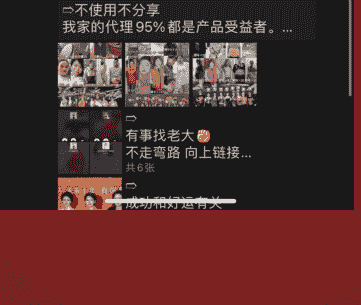 ⇨不使用不分享
我家的代理95%都是产品受益者。...
⇨
有事找老大👏
不走弯路 向上链接...
共6张
⇨
成功和好运有关